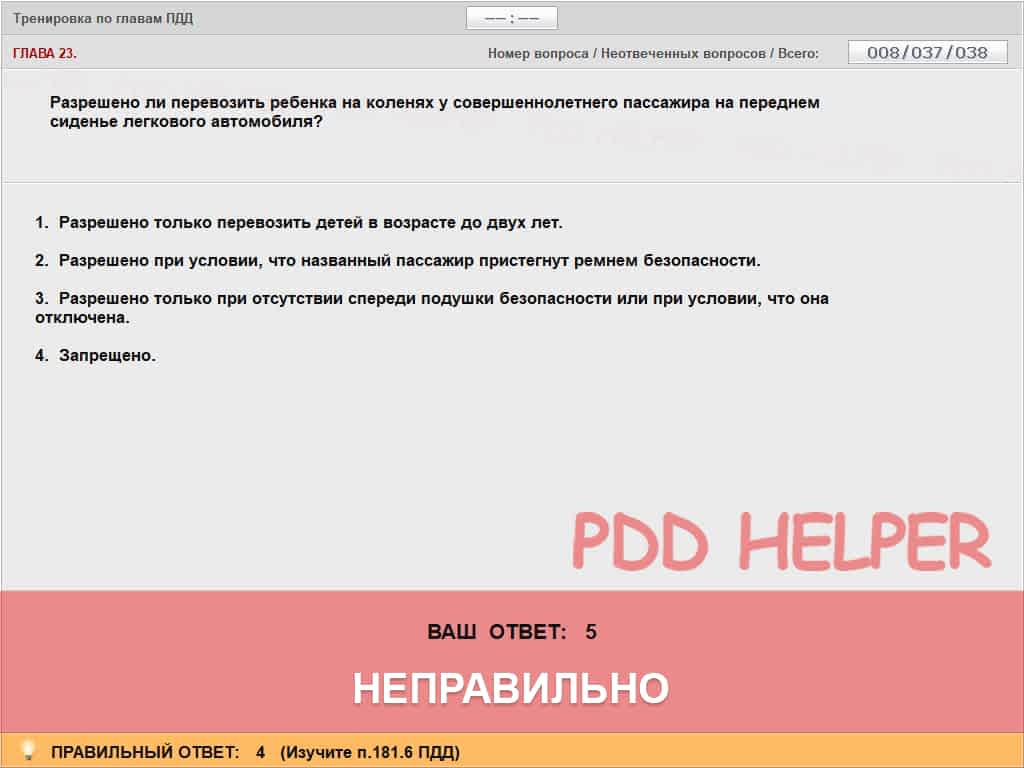 Тренировка по главам ПДД
–– : ––
ГЛАВА 23.
Номер вопроса / Неотвеченных вопросов / Всего:
008/037/038
Разрешено ли перевозить ребенка на коленях у совершеннолетнего пассажира на переднем
сиденье легкового автомобиля?
1. Разрешено только перевозить детей в возрасте до двух лет.
2. Разрешено при условии, что названный пассажир пристегнут ремнем безопасности.
3. Разрешено только при отсутствии спереди подушки безопасности или при условии, что она
отключена.
4. Запрещено.
PDD HELPER
ВАШ ОТВЕТ: 5
НЕПРАВИЛЬНО
ПРАВИЛЬНЫЙ ОТВЕТ: 4 (Изучите п.181.6 ПДД)